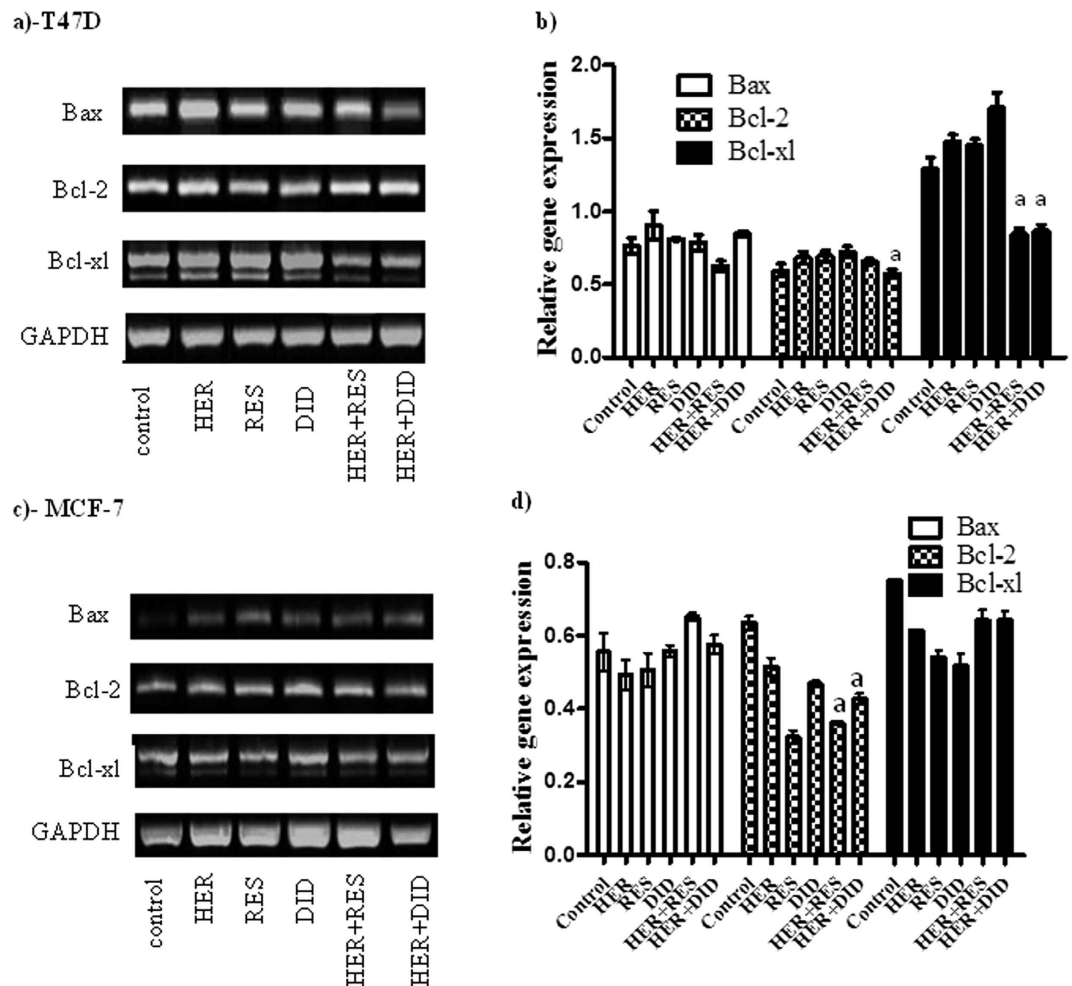 a)-T47D
Bax
Bcl-2
Bcl-xl
GAPDH
control
HER
RES
DID
HER+RES
HER+DID
b)
Relative gene expression
2.0
1.5
1.0
0.5
0.0
Bax
Bcl-2
Bcl-xl
a
a
a
Control
HER
RES
DID
HER+RES
HER+DID
Control
HER
RES
DID
HER+RES
HER+DID
Control
HER
RES
DID
HER+RES
HER+DID
c)- MCF-7
Bax
Bcl-2
Bcl-xl
GAPDH
control
HER
RES
DID
HER+RES
HER+DID
d)
Relative gene expression
0.8
0.6
0.4
0.2
0.0
Bax
Bcl-2
Bcl-xl
a
a
Control
HER
RES
DID
HER+RES
HER+DID
Control
HER
RES
DID
HER+RES
HER+DID
Control
HER
RES
DID
HER+RES
HER+DID